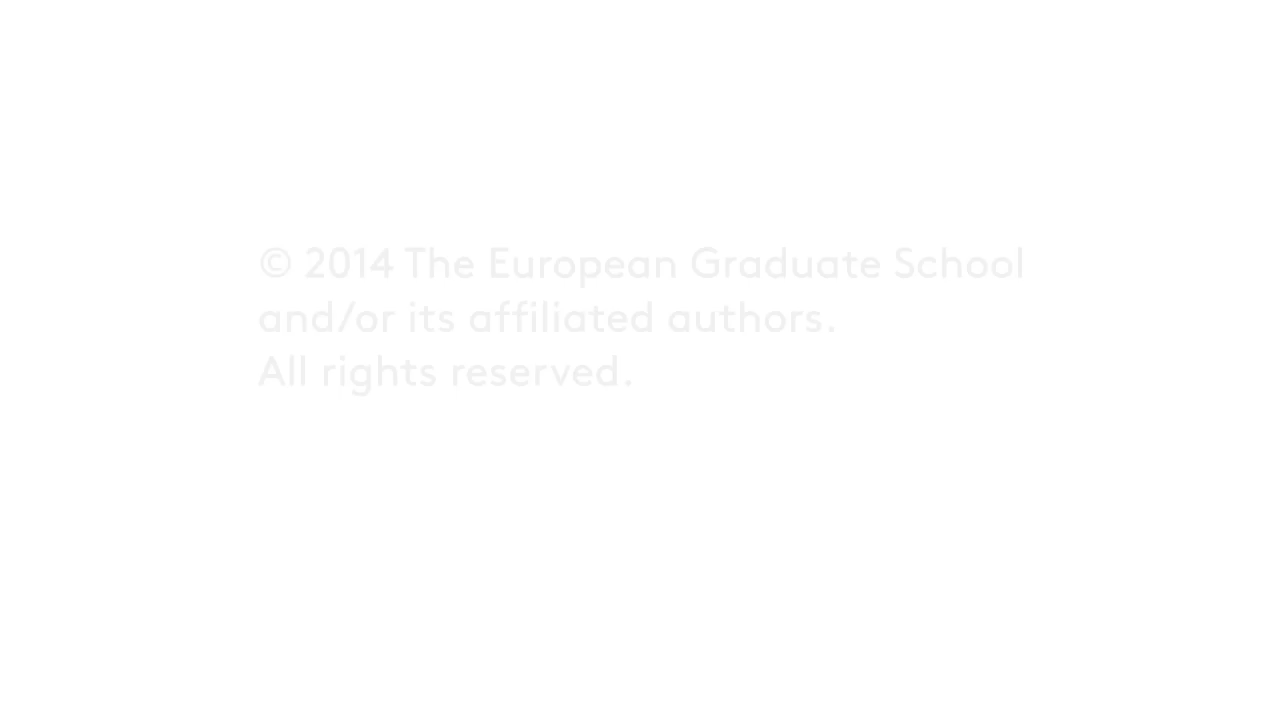 © 2014 The European Graduate School
and/or its affiliated authors.
All rights reserved.